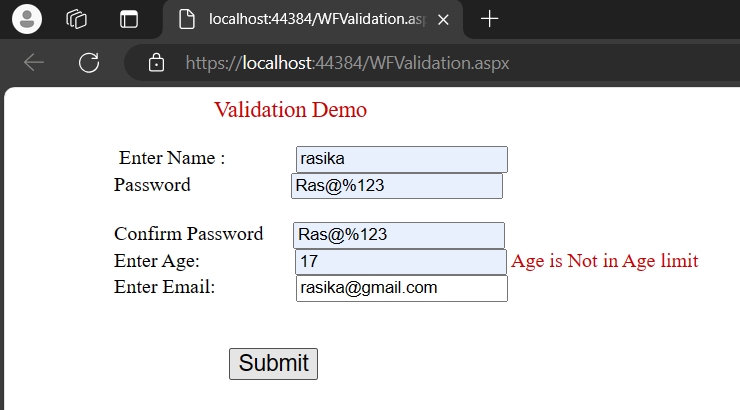 localhost:44384/WFValidation.asp
https://localhost:44384/WFValidation.aspx
Validation Demo
Enter Name : rasika
Password Ras@%123
Confirm Password Ras@%123
Enter Age: 17 Age is Not in Age limit
Enter Email: rasika@gmail.com
Submit